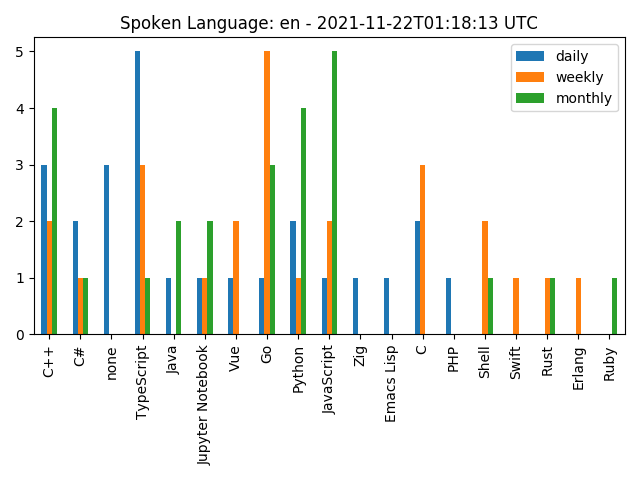 Spoken Language: en - 2021-11-22T01:18:13 UTC
daily
weekly
monthly
5
4
3
2
1
0
C++
C#
none
TypeScript
Java
Jupyter Notebook
Vue
Go
Python
JavaScript
Zig
Emacs Lisp
C
PHP
Shell
Swift
Rust
Erlang
Ruby